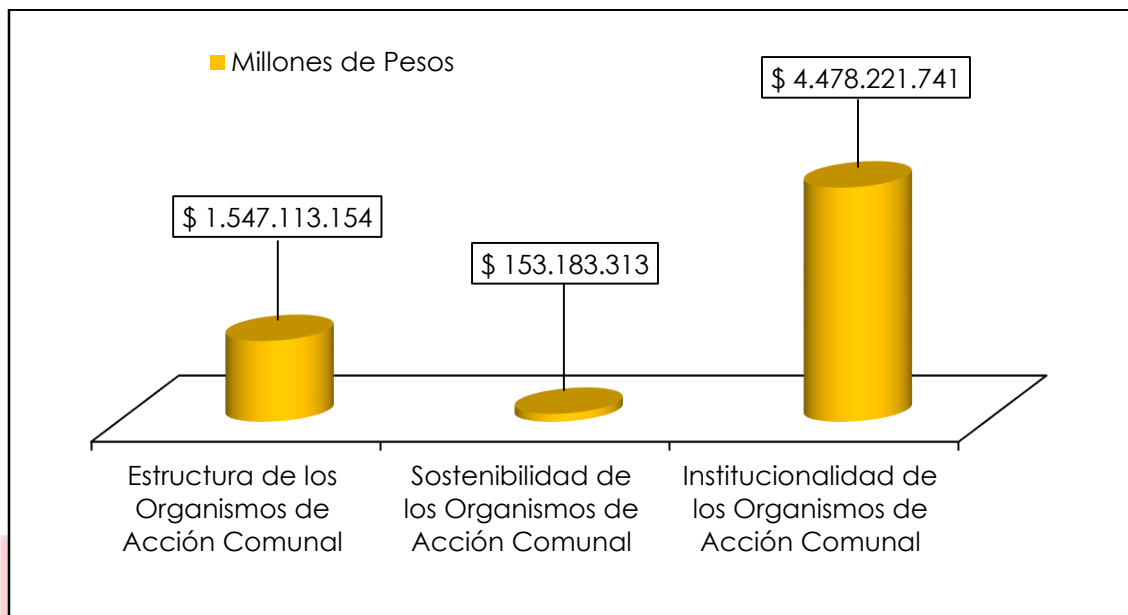 Millones de Pesos
$ 4.478.221.741
$ 1.547.113.154
$ 153.183.313
Estructura de los
Organismos de
Acción Comunal
Sostenibilidad de
los Organismos de
Acción Comunal
Institucionalidad de
los Organismos de
Acción Comunal